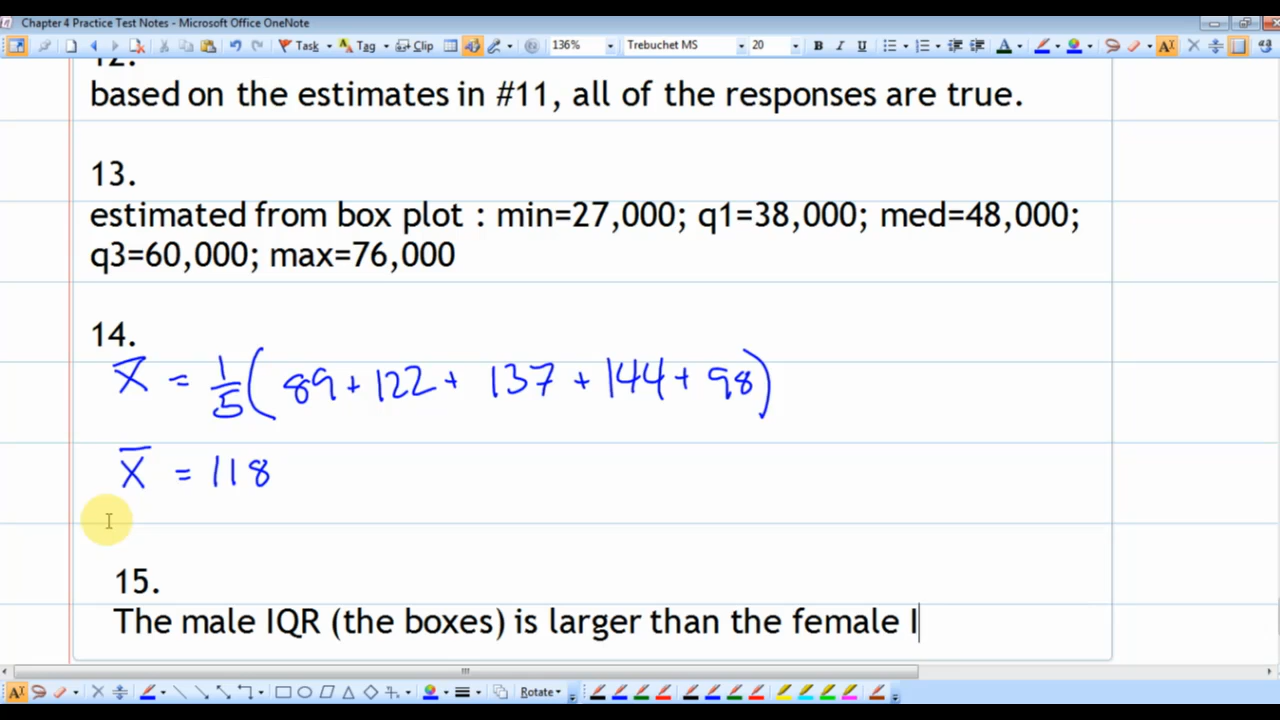 Chapter 4 Practice Test Notes - Microsoft Office OneNote
Task Tag Clip 136% Trebuchet MS 20 B I U A
12.
based on the estimates in #11, all of the responses are true.
13.
estimated from box plot : min=27,000; q1=38,000; med=48,000;
q3=60,000; max=76,000
14.
X̄ = 1/5 ( 89 + 122 + 137 + 144 + 98 )
X̄ = 118
15.
The male IQR (the boxes) is larger than the female I
Rotate